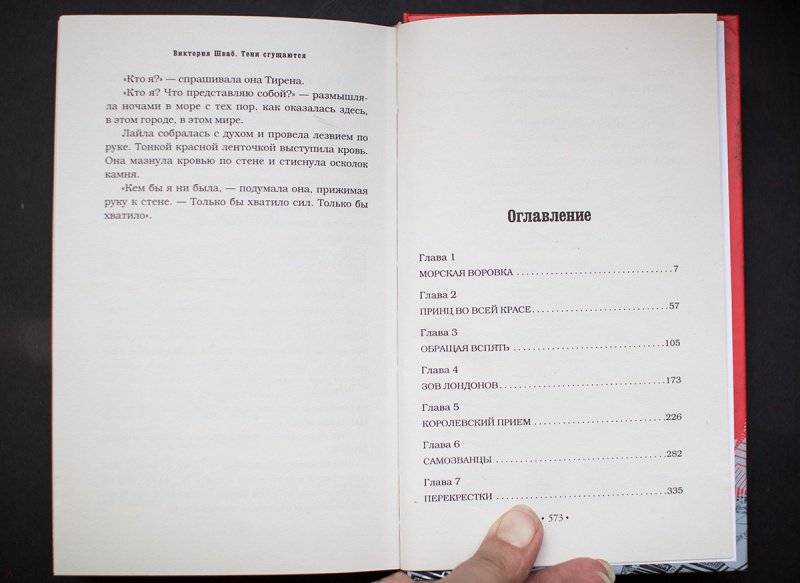 Виктория Шваб. Тени сгущаются
«Кто я?» — спрашивала она Тирена.
«Кто я? Что представляю собой?» — размышля-
ла ночами в море с тех пор, как оказалась здесь,
в этом городе, в этом мире.
Лайла собралась с духом и провела лезвием по
руке. Тонкой красной ленточкой выступила кровь.
Она мазнула кровью по стене и стиснула осколок
камня.
«Кем бы я ни была, — подумала она, прижимая
руку к стене. — Только бы хватило сил. Только бы
хватило».
Оглавление
Глава 1
МОРСКАЯ ВОРОВКА . . . . . . . . . . . . . . . . . . . . . . . . . . . . . . . 7
Глава 2
ПРИНЦ ВО ВСЕЙ КРАСЕ. . . . . . . . . . . . . . . . . . . . . . . . . . . 57
Глава 3
ОБРАЩАЯ ВСПЯТЬ . . . . . . . . . . . . . . . . . . . . . . . . . . . . . . 105
Глава 4
ЗОВ ЛОНДОНОВ. . . . . . . . . . . . . . . . . . . . . . . . . . . . . . . . 173
Глава 5
КОРОЛЕВСКИЙ ПРИЕМ . . . . . . . . . . . . . . . . . . . . . . . . . . 226
Глава 6
САМОЗВАНЦЫ . . . . . . . . . . . . . . . . . . . . . . . . . . . . . . . . . 282
Глава 7
ПЕРЕКРЕСТКИ . . . . . . . . . . . . . . . . . . . . . . . . . . . . . . . . . 335
• 573 •